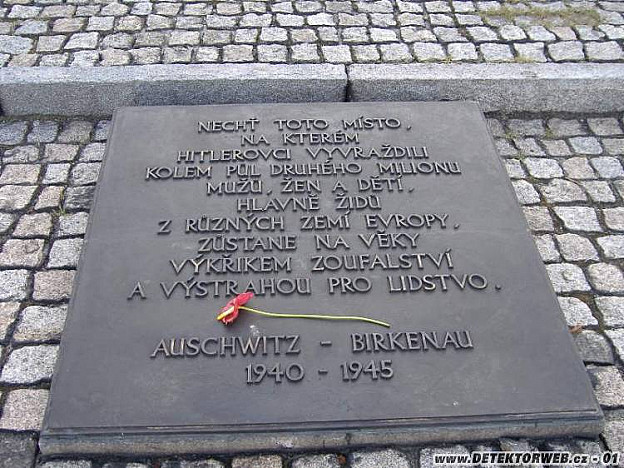 NECHŤ TOTO MÍSTO,
NA KTERÉM
HITLEROVCI VYVRAŽDILI
KOLEM PŮL DRUHÉHO MILIONU
MUŽŮ, ŽEN A DĚTÍ,
HLAVNĚ ŽIDŮ
Z RŮZNÝCH ZEMÍ EVROPY,
ZŮSTANE NA VĚKY
VÝKŘIKEM ZOUFALSTVÍ
A VÝSTRAHOU PRO LIDSTVO.
AUSCHWITZ - BIRKENAU
1940 - 1945
WWW.DETEKTORWEB.CZ - 01